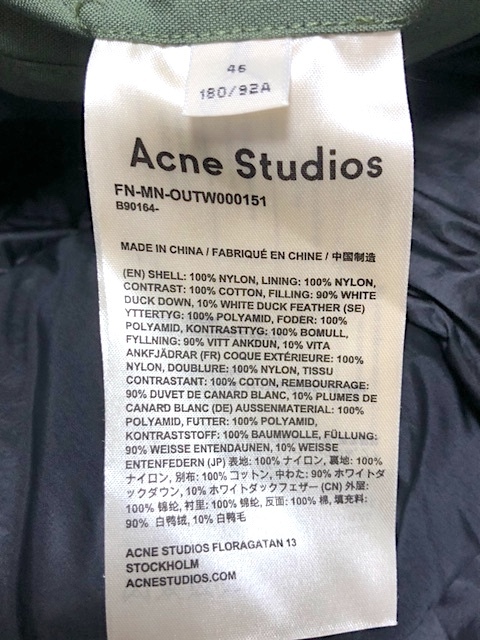 46
180/92A
Acne Studios
FN-MN-OUTW000151
B90164-
MADE IN CHINA / FABRIQUÉ EN CHINE / 中国制造
(EN) SHELL: 100% NYLON, LINING: 100% NYLON,
CONTRAST: 100% COTTON, FILLING: 90% WHITE
DUCK DOWN, 10% WHITE DUCK FEATHER (SE)
YTTERTYG: 100% POLYAMID, FODER: 100%
POLYAMID, KONTRASTTYG: 100% BOMULL,
FYLLNING: 90% VITT ANKDUN, 10% VITA
ANKFJÄDRAR (FR) COQUE EXTÉRIEURE: 100%
NYLON, DOUBLURE: 100% NYLON, TISSU
CONTRASTANT: 100% COTON, REMBOURRAGE:
90% DUVET DE CANARD BLANC, 10% PLUMES DE
CANARD BLANC (DE) AUSSENMATERIAL: 100%
POLYAMID, FUTTER: 100% POLYAMID,
KONTRASTSTOFF: 100% BAUMWOLLE, FÜLLUNG:
90% WEISSE ENTENDAUNEN, 10% WEISSE
ENTENFEDERN (JP) 表地: 100% ナイロン, 裏地: 100%
ナイロン, 別布: 100% コットン, 中わた: 90% ホワイトダ
ックダウン, 10% ホワイトダックフェザー (CN) 外层:
100% 锦纶, 衬里: 100% 锦纶, 反面: 100% 棉, 填充料:
90% 白鸭绒, 10% 白鸭毛
ACNE STUDIOS FLORAGATAN 13
STOCKHOLM
ACNESTUDIOS.COM